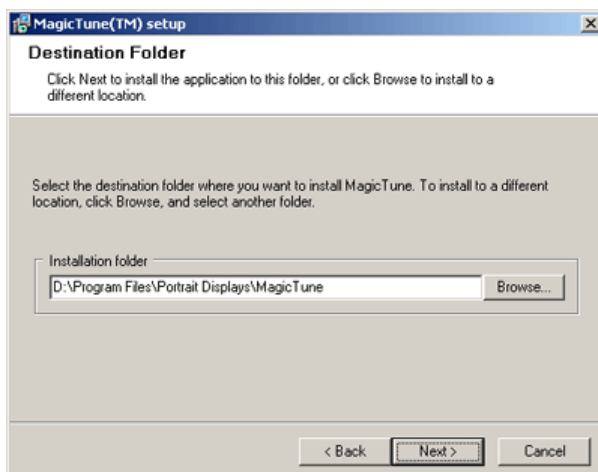 MagicTune(TM) setup
Destination Folder
Click Next to install the application to this folder, or click Browse to install to a
different location.
Select the destination folder where you want to install MagicTune. To install to a different
location, click Browse, and select another folder.
Installation folder
D:\Program Files\Portrait Displays\MagicTune
Browse...
< Back
Next >
Cancel